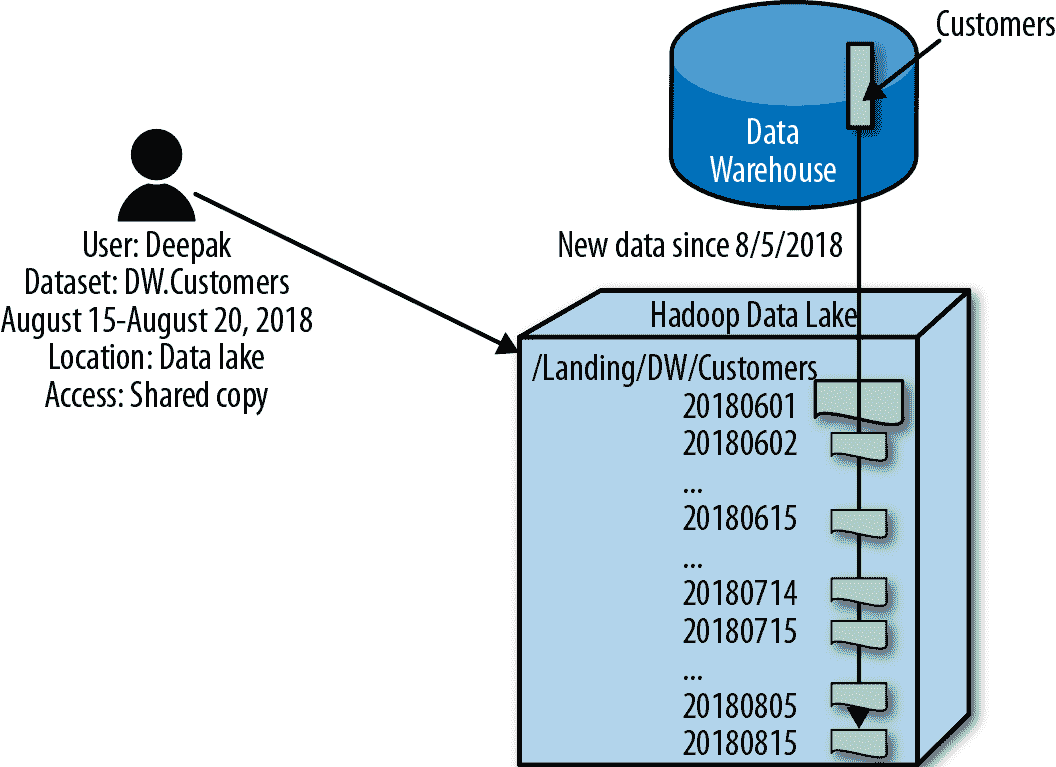 Customers
Data
Warehouse
User: Deepak
Dataset: DW.Customers
August 15-August 20, 2018
Location: Data lake
Access: Shared copy
New data since 8/5/2018
Hadoop Data Lake
/Landing/DW/Customers
20180601
20180602
...
20180615
...
20180714
20180715
...
20180805
20180815